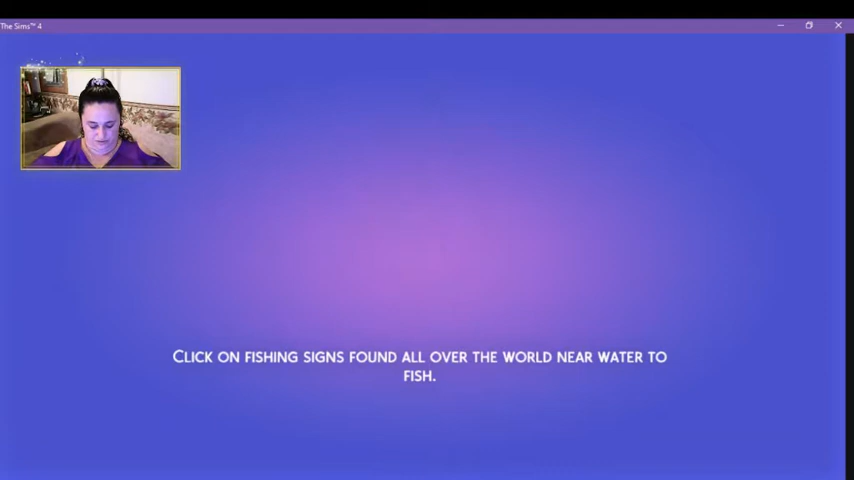 The Sims™ 4
Click on fishing signs found all over the world near water to
fish.